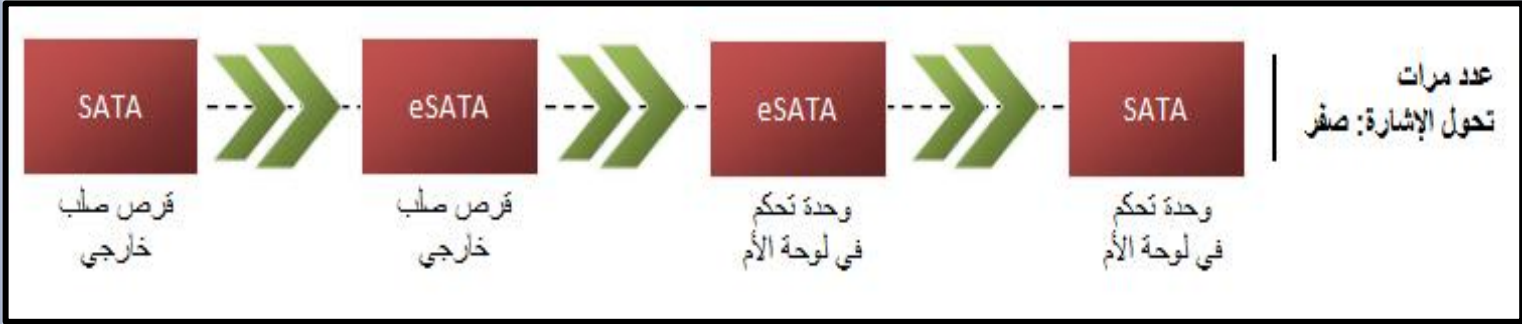 SATA
eSATA
eSATA
SATA
عدد مرات
تحول الإشارة: صفر
قرص صلب
خارجي
قرص صلب
خارجي
وحدة تحكم
في لوحة الأم
وحدة تحكم
في لوحة الأم